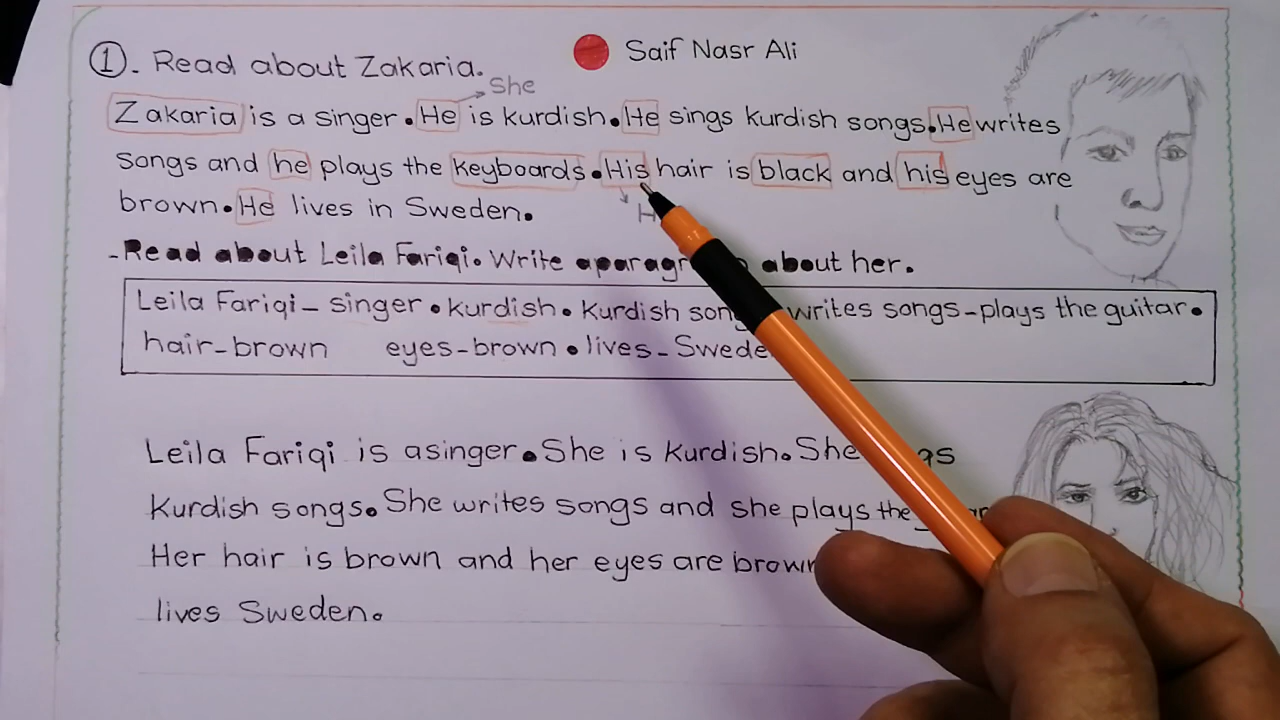 ① . Read about Zakaria. Saif Nasr Ali
She
Zakaria is a singer. He is kurdish. He sings kurdish songs. He writes
songs and he plays the keyboards. His hair is black and his eyes are
brown. He lives in Sweden.
- Read about Leila Fariqi. Write a about her.
Leila Fariqi - singer. kurdish. Kurdish writes songs - plays the guitar.
hair - brown eyes - brown. lives -
Leila Fariqi is asinger. She is Kurdish. She
Kurdish songs. She writes songs and she plays the
Her hair is brown and her eyes are
lives Sweden.